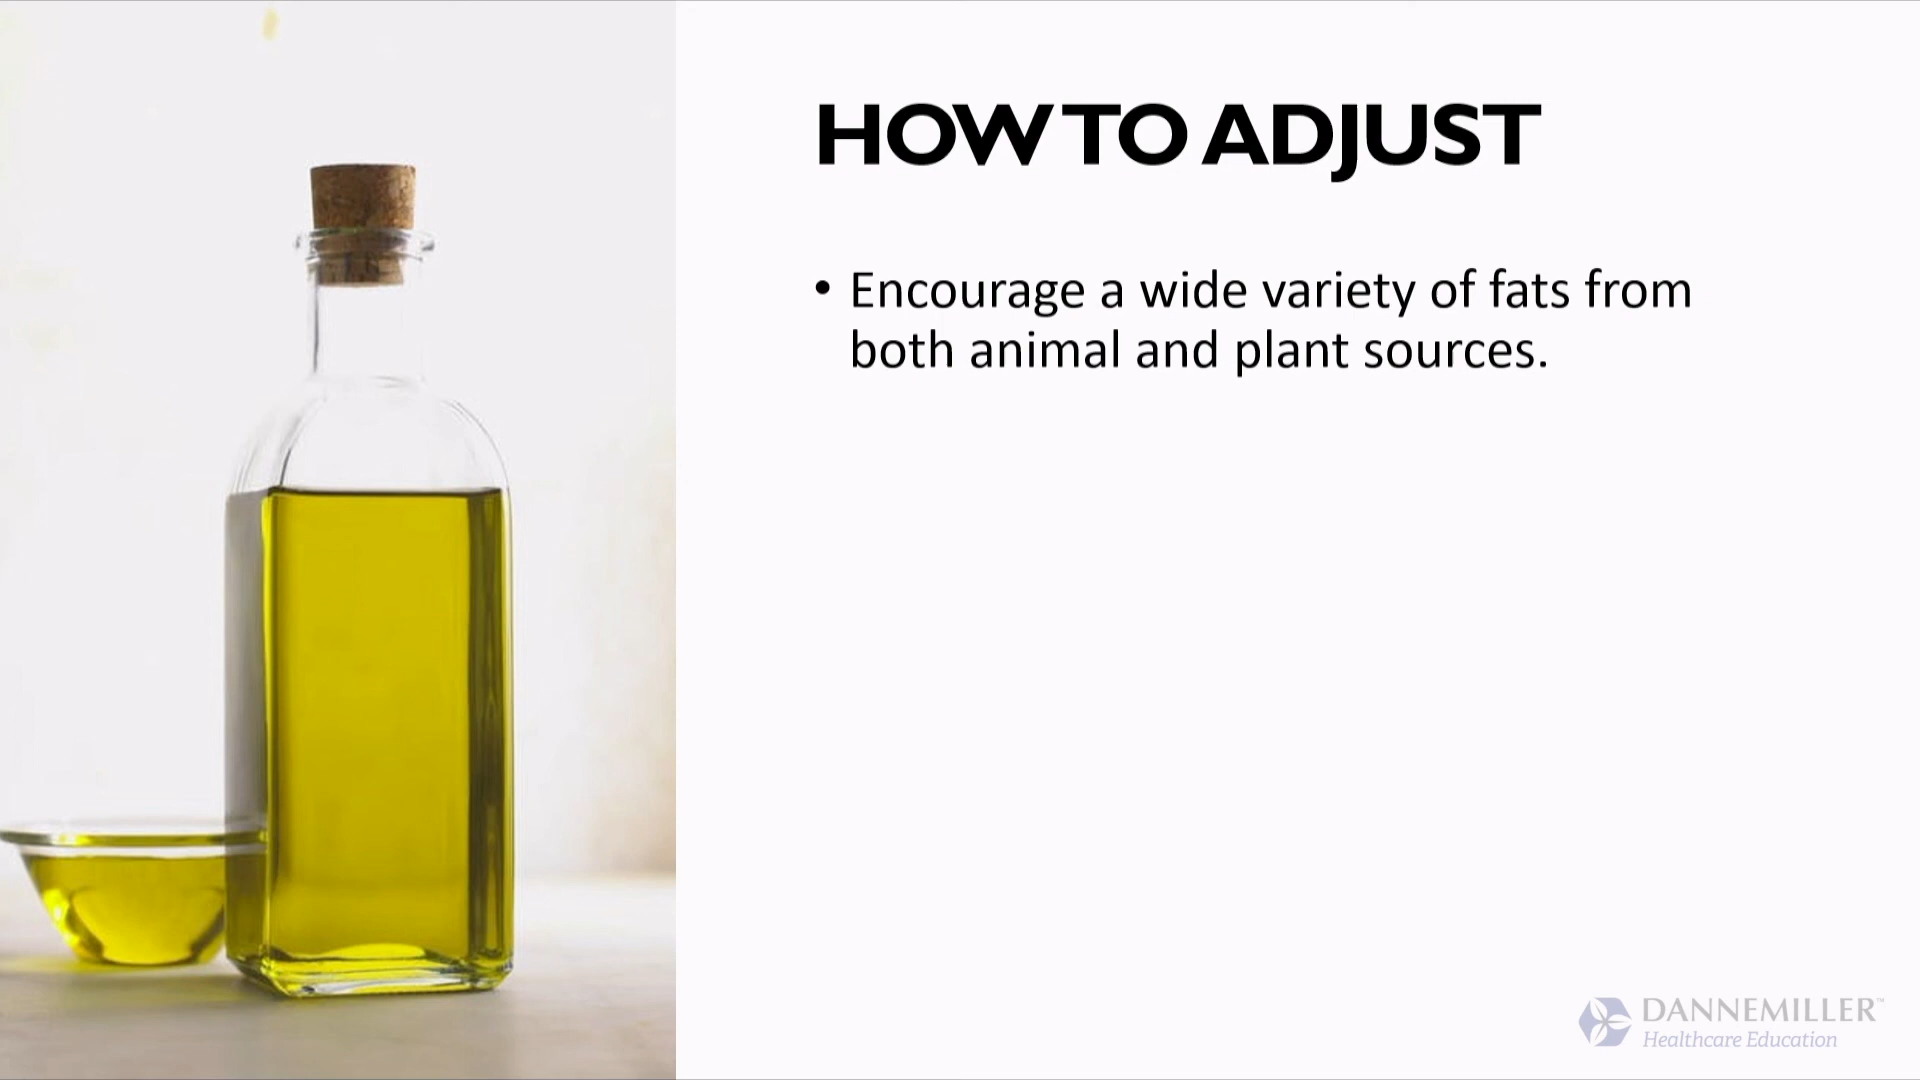 HOW TO ADJUST
• Encourage a wide variety of fats from
both animal and plant sources.
DANNEMILLER™
Healthcare Education